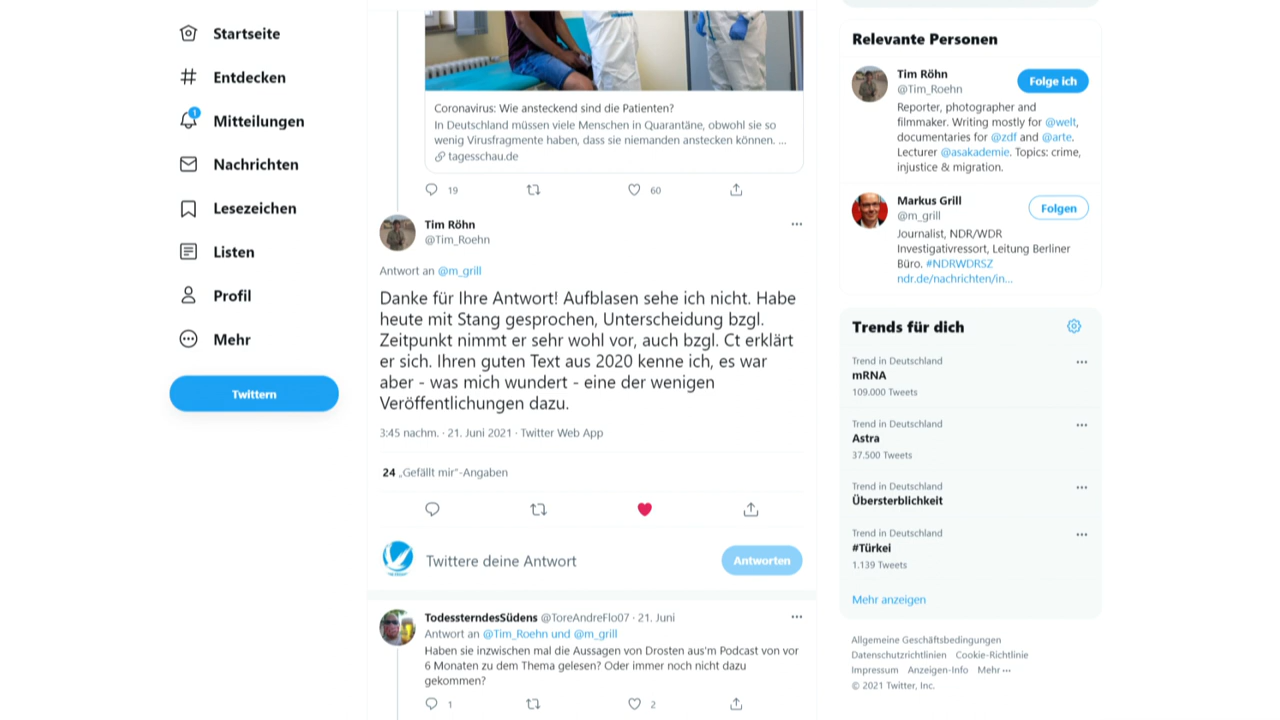 Startseite
Entdecken
1
Mitteilungen
Nachrichten
Lesezeichen
Listen
Profil
Mehr
Twittern
Coronavirus: Wie ansteckend sind die Patienten?
In Deutschland müssen viele Menschen in Quarantäne, obwohl sie so
wenig Virusfragmente haben, dass sie niemanden anstecken können. ...
tagesschau.de
19
60
Tim Röhn
@Tim_Roehn
Antwort an @m_grill
Danke für Ihre Antwort! Aufblasen sehe ich nicht. Habe
heute mit Stang gesprochen, Unterscheidung bzgl.
Zeitpunkt nimmt er sehr wohl vor, auch bzgl. Ct erklärt
er sich. Ihren guten Text aus 2020 kenne ich, es war
aber - was mich wundert - eine der wenigen
Veröffentlichungen dazu.
3:45 nachm. · 21. Juni 2021 · Twitter Web App
24 „Gefällt mir“-Angaben
Twittere deine Antwort
Antworten
TodessterndesSüdens @ToreAndreFlo07 · 21. Juni
Antwort an @Tim_Roehn und @m_grill
Haben sie inzwischen mal die Aussagen von Drosten aus'm Podcast von vor
6 Monaten zu dem Thema gelesen? Oder immer noch nicht dazu
gekommen?
1
2
Relevante Personen
Tim Röhn
@Tim_Roehn
Folge ich
Reporter, photographer and
filmmaker. Writing mostly for @welt,
documentaries for @zdf and @arte.
Lecturer @asakademie. Topics: crime,
injustice & migration.
Markus Grill
@m_grill
Folgen
Journalist, NDR/WDR
Investigativressort, Leitung Berliner
Büro. #NDRWDRSZ
ndr.de/nachrichten/in...
Trends für dich
Trend in Deutschland
mRNA
109.000 Tweets
Trend in Deutschland
Astra
37.500 Tweets
Trend in Deutschland
Übersterblichkeit
Trend in Deutschland
#Türkei
1.139 Tweets
Mehr anzeigen
Allgemeine Geschäftsbedingungen
Datenschutzrichtlinien Cookie-Richtlinie
Impressum Anzeigen-Info Mehr ···
© 2021 Twitter, Inc.